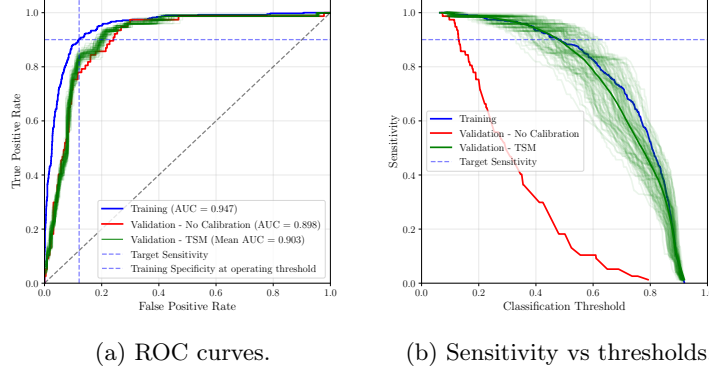 1.0
0.8
0.6
0.4
0.2
0.0
True Positive Rate
Training (AUC = 0.947)
Validation - No Calibration (AUC = 0.898)
Validation - TSM (Mean AUC = 0.903)
Target Sensitivity
Training Specificity at operating threshold
0.0 0.2 0.4 0.6 0.8 1.0
False Positive Rate
(a) ROC curves.
1.0
0.8
0.6
0.4
0.2
0.0
Sensitivity
Training
Validation - No Calibration
Validation - TSM
Target Sensitivity
0.0 0.2 0.4 0.6 0.8 1.0
Classification Threshold
(b) Sensitivity vs thresholds